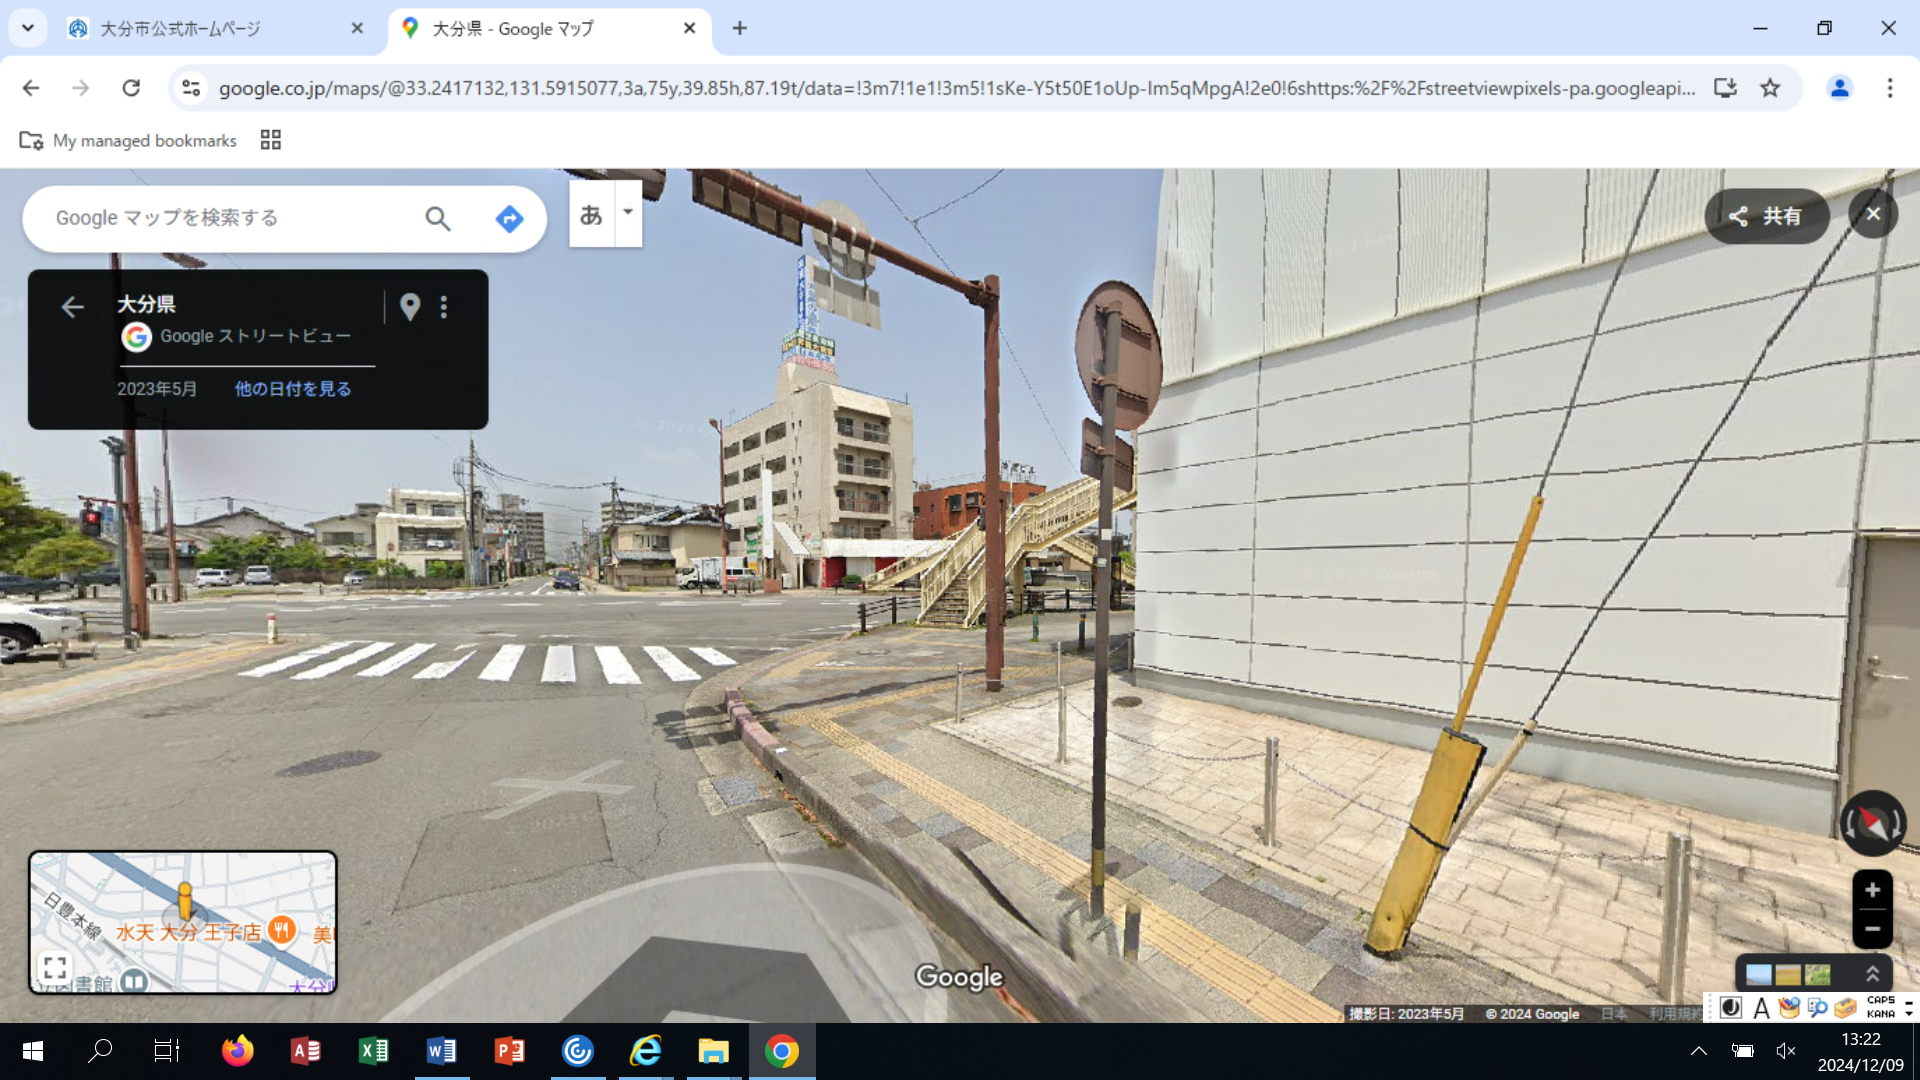 大分市公式ホームページ
大分県 - Google マップ
google.co.jp/maps/@33.2417132,131.5915077,3a,75y,39.85h,87.19t/data=!3m7!1e1!3m5!1sKe-Y5t50E1oUp-Im5qMpgA!2e0!6shttps:%2F%2Fstreetviewpixels-pa.googleapi...
My managed bookmarks
Google マップを検索する
あ
共有
大分県
Google ストリートビュー
2023年5月 他の日付を見る
日豊本線
水天 大分 王子店
図書館
Google
撮影日: 2023年5月 © 2024 Google 日本 利用規約
A
CAPS
KANA
13:22
2024/12/09